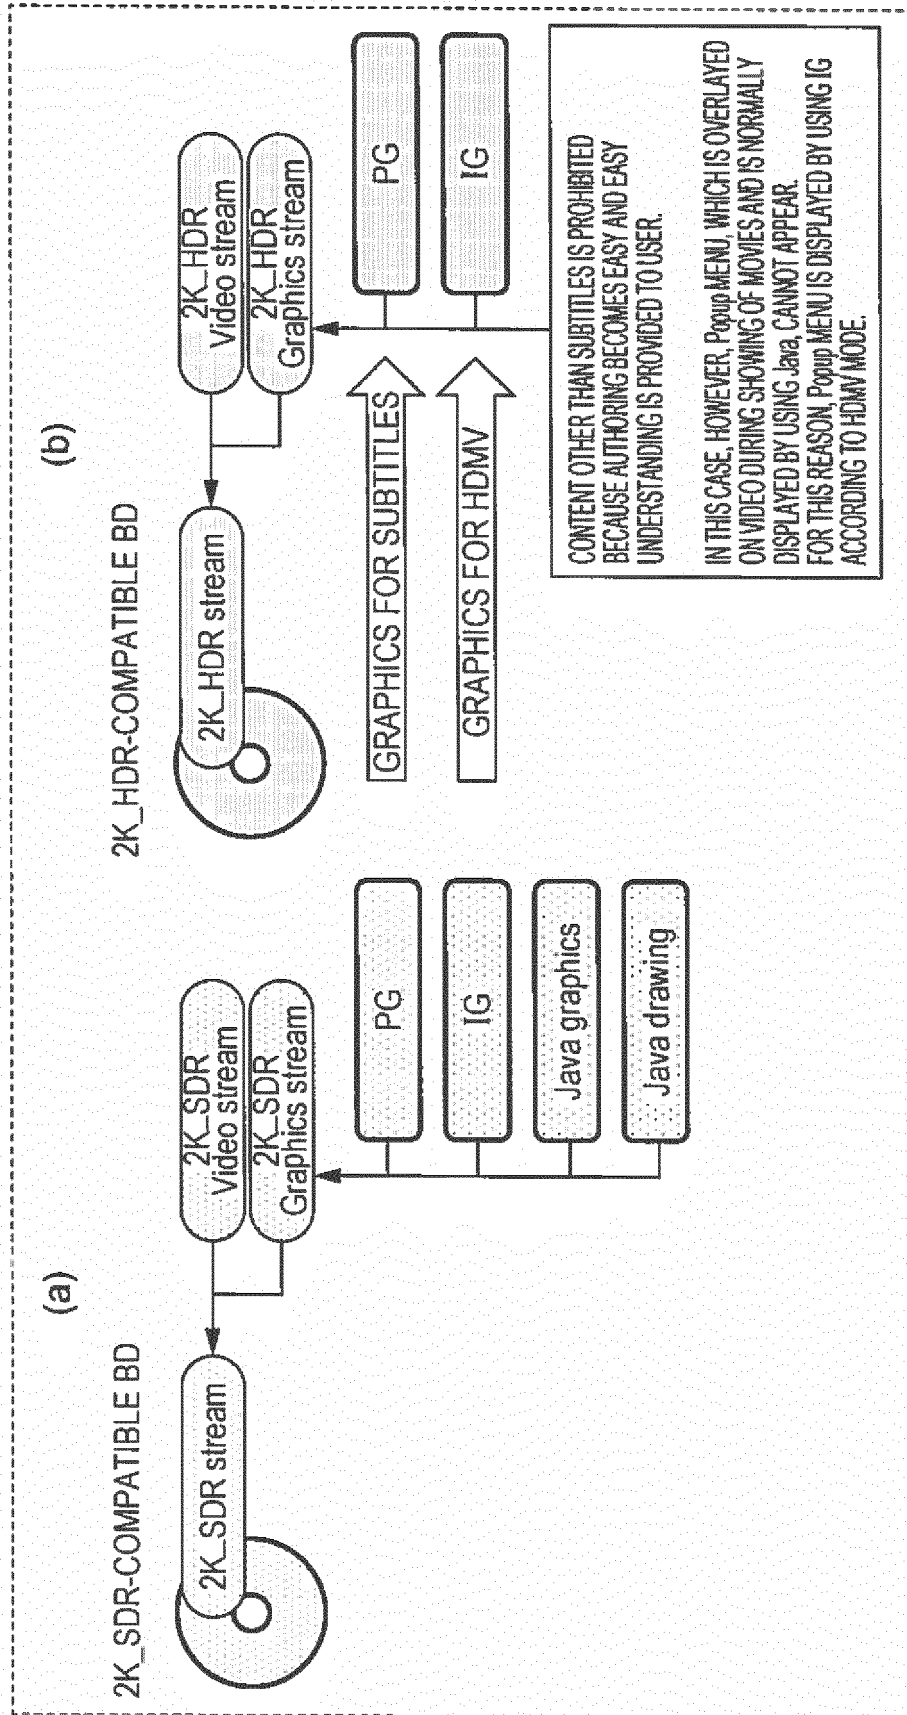 (a)
2K_SDR-COMPATIBLE BD
2K_SDR stream
2K_SDR
Video stream
2K_SDR
Graphics stream
PG
IG
Java graphics
Java drawing
(b)
2K_HDR-COMPATIBLE BD
2K_HDR stream
2K_HDR
Video stream
2K_HDR
Graphics stream
GRAPHICS FOR SUBTITLES
PG
GRAPHICS FOR HDMV
IG
CONTENT OTHER THAN SUBTITLES IS PROHIBITED
BECAUSE AUTHORING BECOMES EASY AND EASY
UNDERSTANDING IS PROVIDED TO USER.
IN THIS CASE, HOWEVER, Popup MENU, WHICH IS OVERLAYED
ON VIDEO DURING SHOWING OF MOVIES AND IS NORMALLY
DISPLAYED BY USING Java, CANNOT APPEAR.
FOR THIS REASON, Popup MENU IS DISPLAYED BY USING IG
ACCORDING TO HDMV MODE.